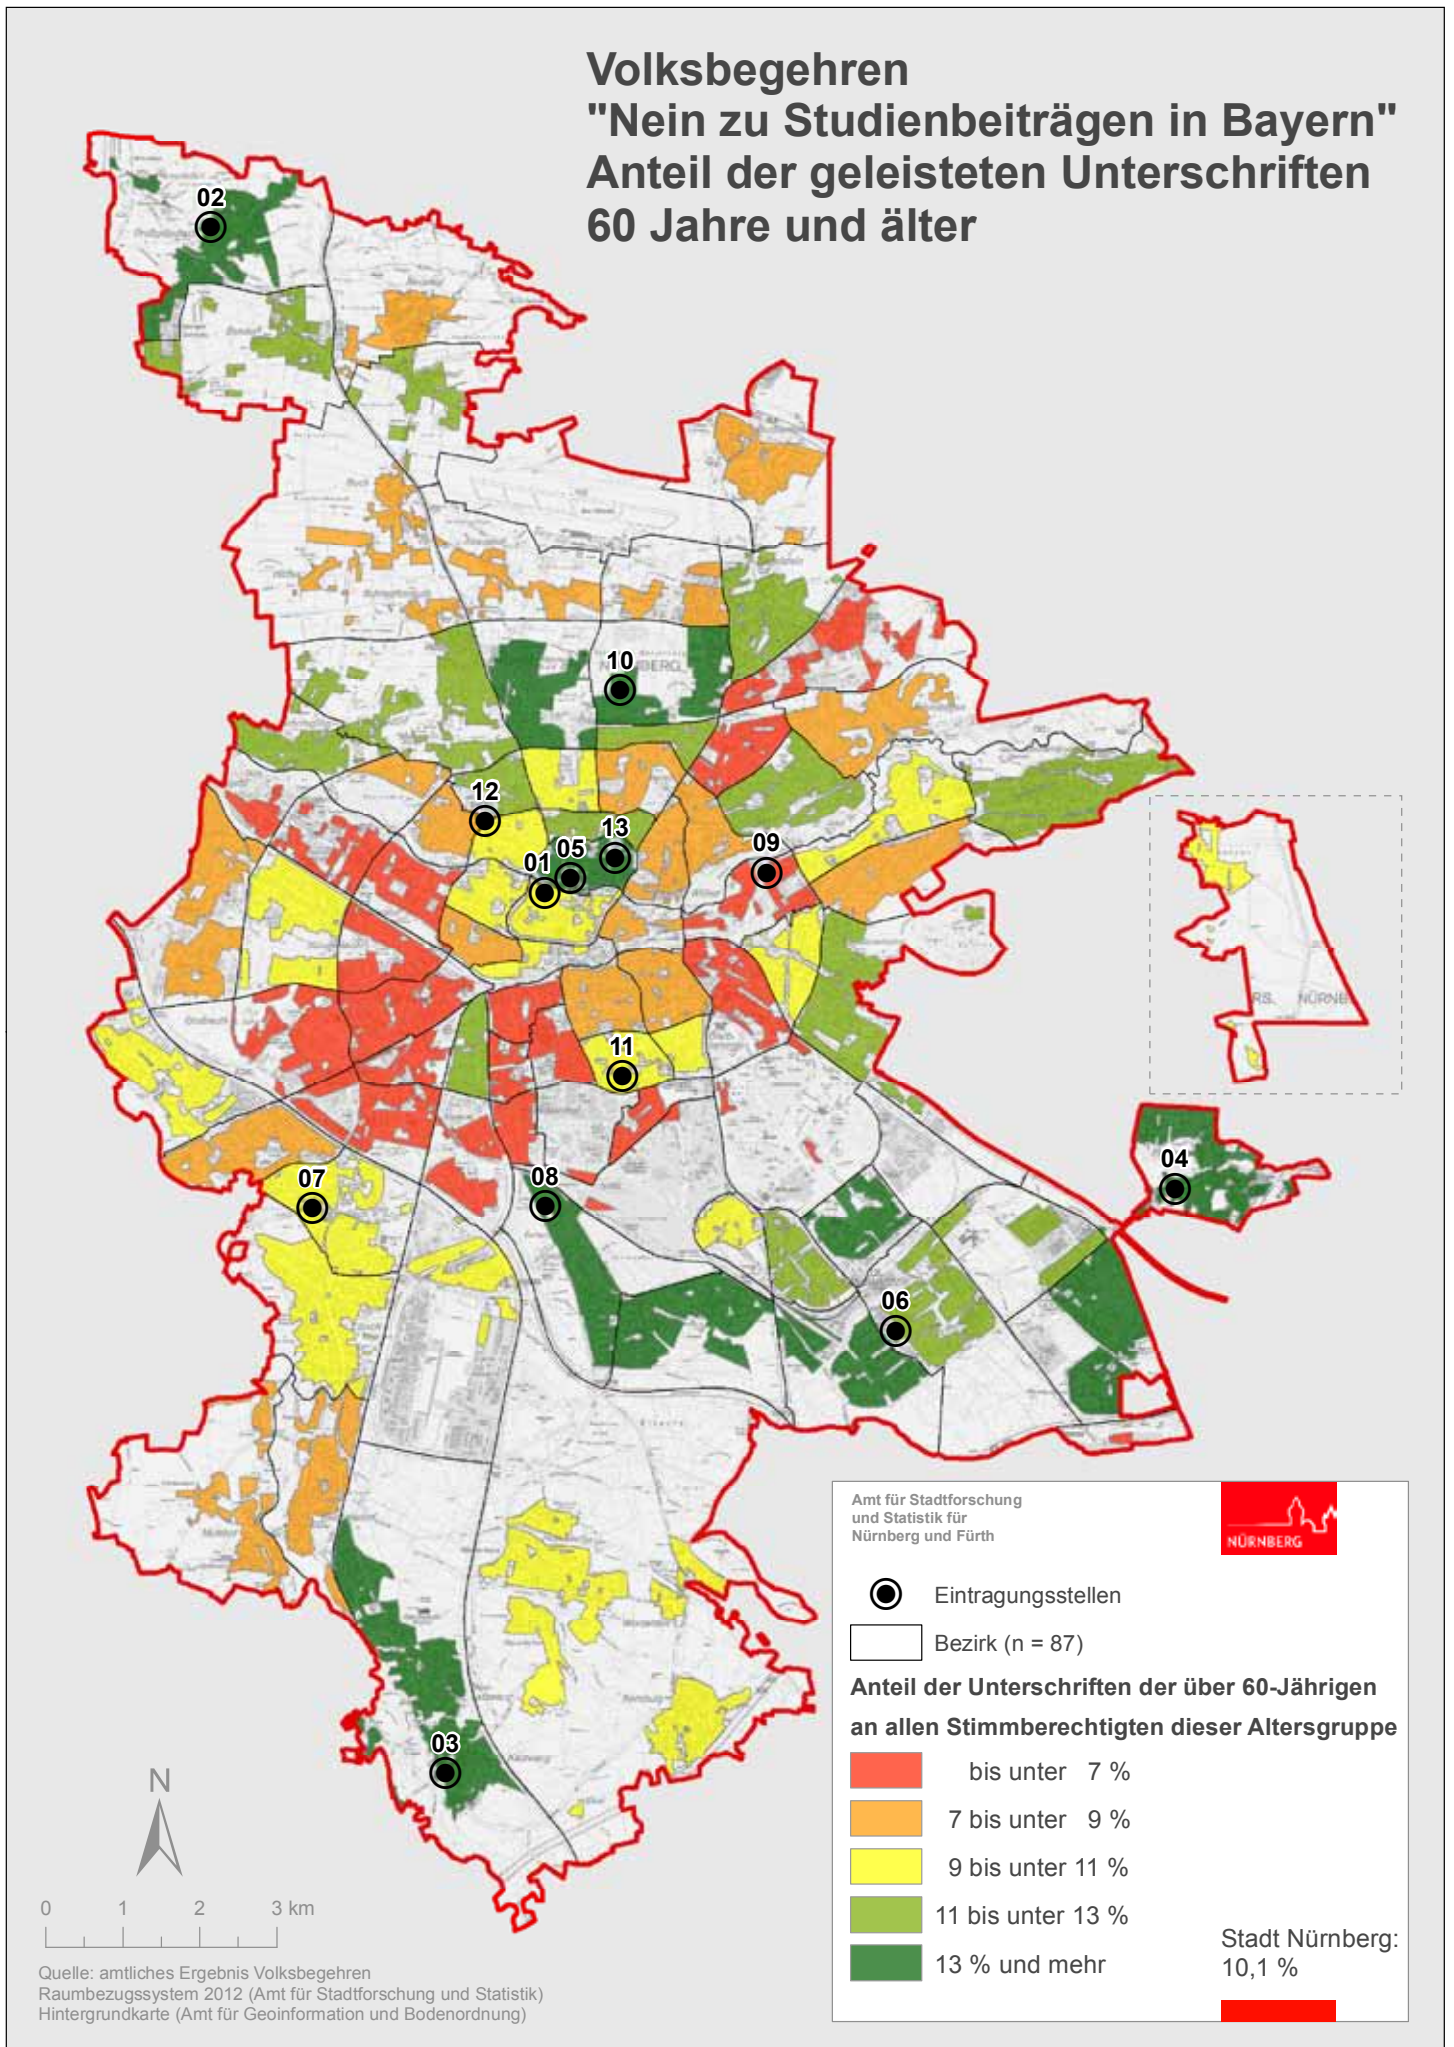 Volksbegehren
"Nein zu Studienbeiträgen in Bayern"
Anteil der geleisteten Unterschriften
60 Jahre und älter
02
10
12
13
05
01
09
11
04
07
08
06
03
Amt für Stadtforschung
und Statistik für
Nürnberg und Fürth
NÜRNBERG
Eintragungsstellen
Bezirk (n = 87)
Anteil der Unterschriften der über 60-Jährigen
an allen Stimmberechtigten dieser Altersgruppe
bis unter 7 %
7 bis unter 9 %
9 bis unter 11 %
11 bis unter 13 %
13 % und mehr
Stadt Nürnberg:
10,1 %
N
0 1 2 3 km
Quelle: amtliches Ergebnis Volksbegehren
Raumbezugssystem 2012 (Amt für Stadtforschung und Statistik)
Hintergrundkarte (Amt für Geoinformation und Bodenordnung)